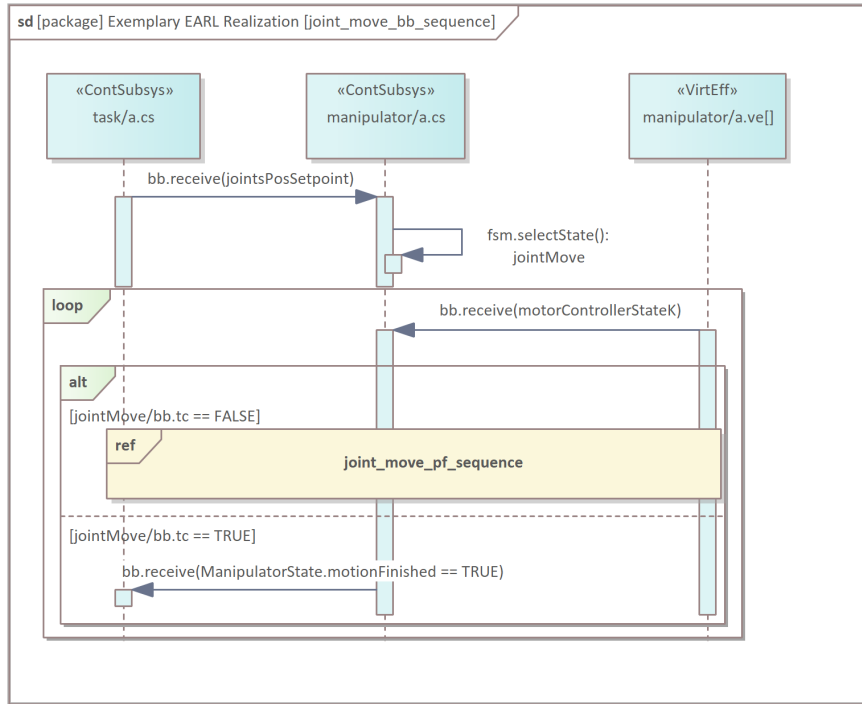 sd [package] Exemplary EARL Realization [joint_move_bb_sequence]
«ContSubsys»
task/a.cs
«ContSubsys»
manipulator/a.cs
«VirtEff»
manipulator/a.ve[]
bb.receive(jointsPosSetpoint)
fsm.selectState():
jointMove
loop
bb.receive(motorControllerStateK)
alt
[jointMove/bb.tc == FALSE]
ref
joint_move_pf_sequence
[jointMove/bb.tc == TRUE]
bb.receive(ManipulatorState.motionFinished == TRUE)